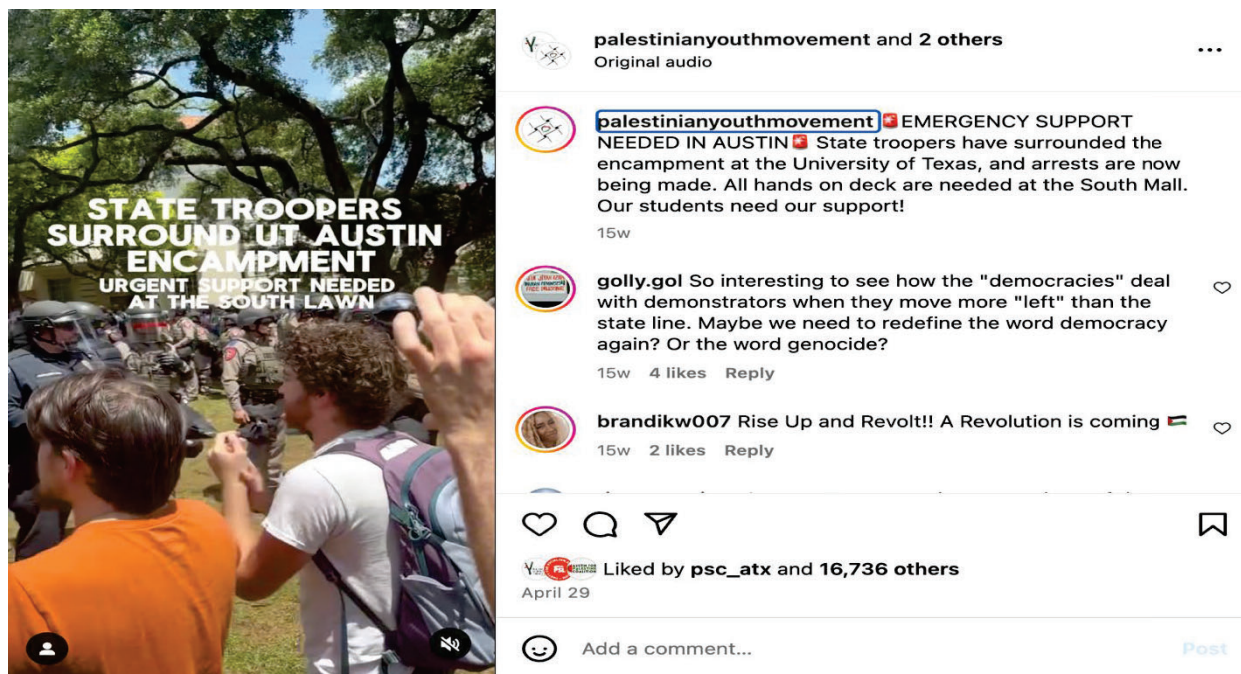 STATE TROOPERS
SURROUND UT AUSTIN
ENCAMPMENT
URGENT SUPPORT NEEDED
AT THE SOUTH LAWN
palestinianyouthmovement and 2 others
Original audio
palestinianyouthmovement 🚨EMERGENCY SUPPORT
NEEDED IN AUSTIN🚨 State troopers have surrounded the
encampment at the University of Texas, and arrests are now
being made. All hands on deck are needed at the South Mall.
Our students need our support!
15w
golly.gol So interesting to see how the "democracies" deal
with demonstrators when they move more "left" than the
state line. Maybe we need to redefine the word democracy
again? Or the word genocide?
15w 4 likes Reply
brandikw007 Rise Up and Revolt!! A Revolution is coming 🇵🇸
15w 2 likes Reply
Liked by psc_atx and 16,736 others
April 29
Add a comment...
Post